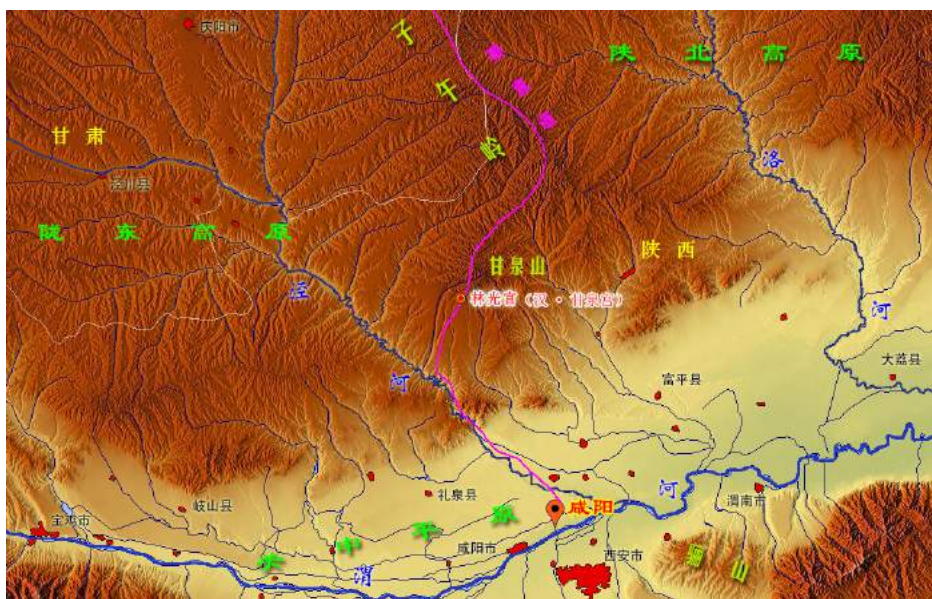 庆阳市
子午岭
陕北高原
甘肃
泾川县
洛河
陇东高原
陕西
甘泉山
林光宫（汉·甘泉宫）
泾河
大荔县
富平县
礼泉县
岐山县
渭南市
咸阳
宝鸡市
关中平原
咸阳市
西安市
骊山
渭河